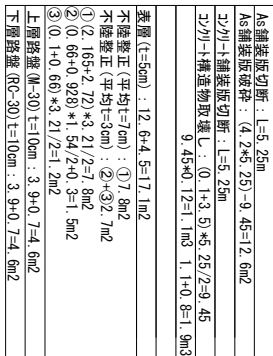 As舗装版切断：L=5.25m
As舗装版破砕：(4.2*5.25)-9.45=12.6m2
コンクリート舗装版切断：L=5.25m
コンクリート構造物取壊し：(0.1+3.5)*5.25/2=9.45
9.45*0.12=1.1m3　1.1+0.8=1.9m3
表層(t=5cm)：12.6+4.5=17.1m2
不陸整正(平均t=7cm)：①7.8m2
不陸整正(平均t=3cm)：②+③2.7m2
①(2.165+2.72)*3.21/2=7.8m2
②(0.66+0.928)*1.54/2+0.3=1.5m2
③(0.1+0.66)*3.21/2=1.2m2
上層路盤(M-30)t=10cm：3.9+0.7=4.6m2
下層路盤(RC-30)t=10cm：3.9+0.7=4.6m2